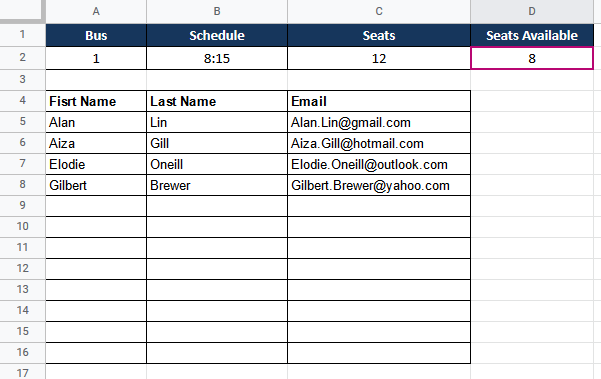 A B C D
1 Bus Schedule Seats Seats Available
2 1 8:15 12 8
3
4 Fisrt Name Last Name Email
5 Alan Lin Alan.Lin@gmail.com
6 Aiza Gill Aiza.Gill@hotmail.com
7 Elodie Oneill Elodie.Oneill@outlook.com
8 Gilbert Brewer Gilbert.Brewer@yahoo.com
9
10
11
12
13
14
15
16
17